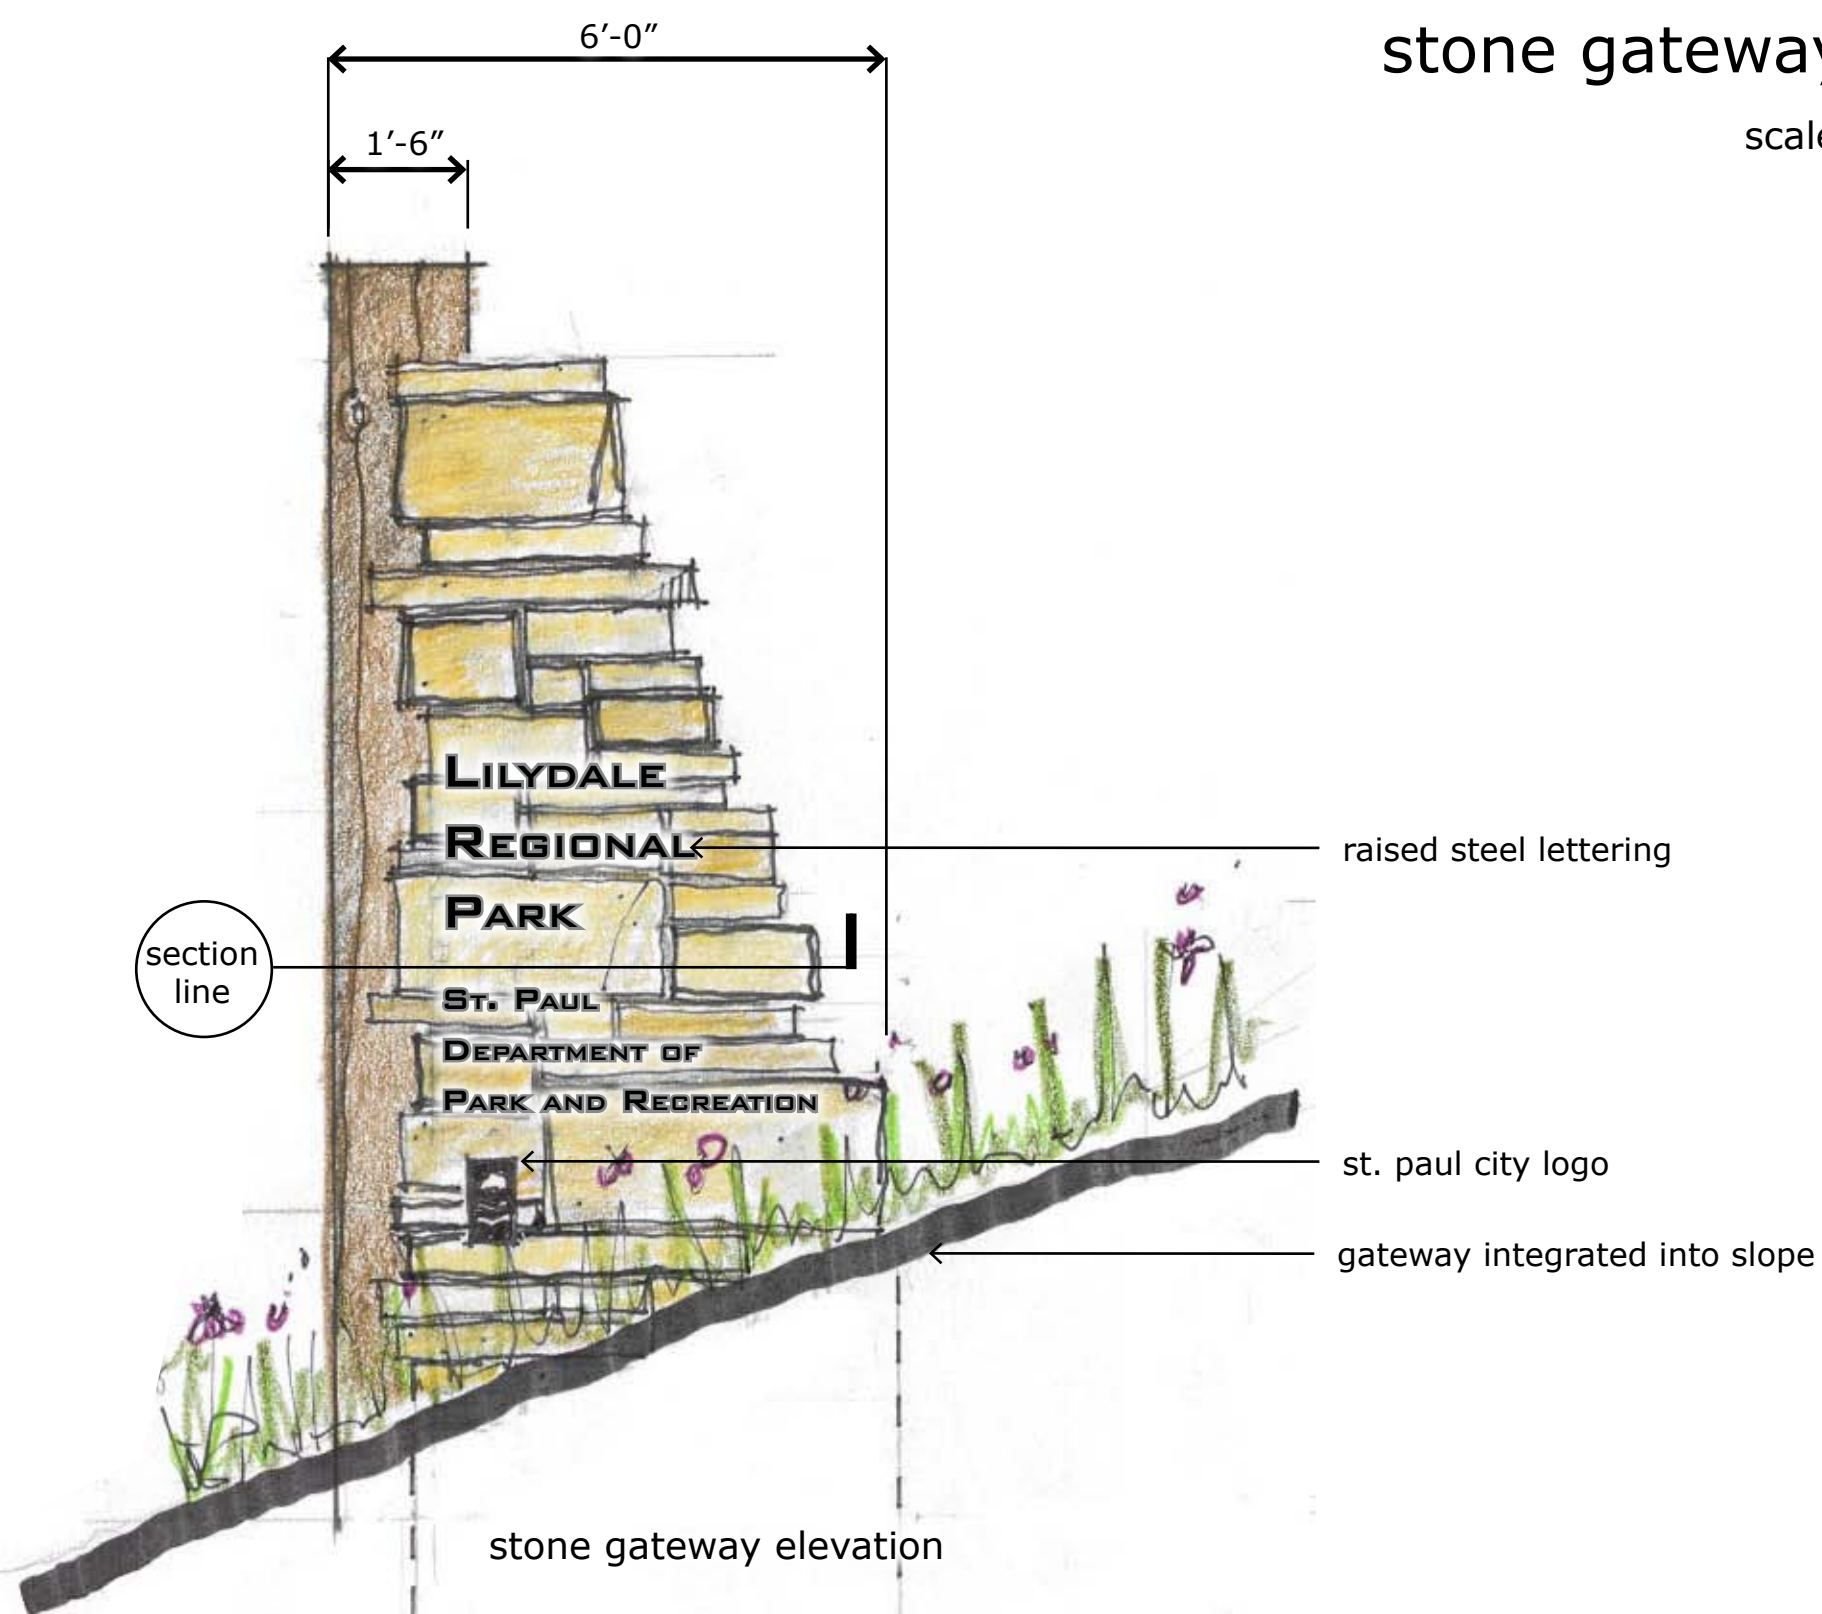 6’-0”
stone gateway
scale
1’-6”
LILYDALE
REGIONAL
raised steel lettering
PARK
section
line
ST. PAUL
DEPARTMENT OF
PARK AND RECREATION
st. paul city logo
gateway integrated into slope
stone gateway elevation